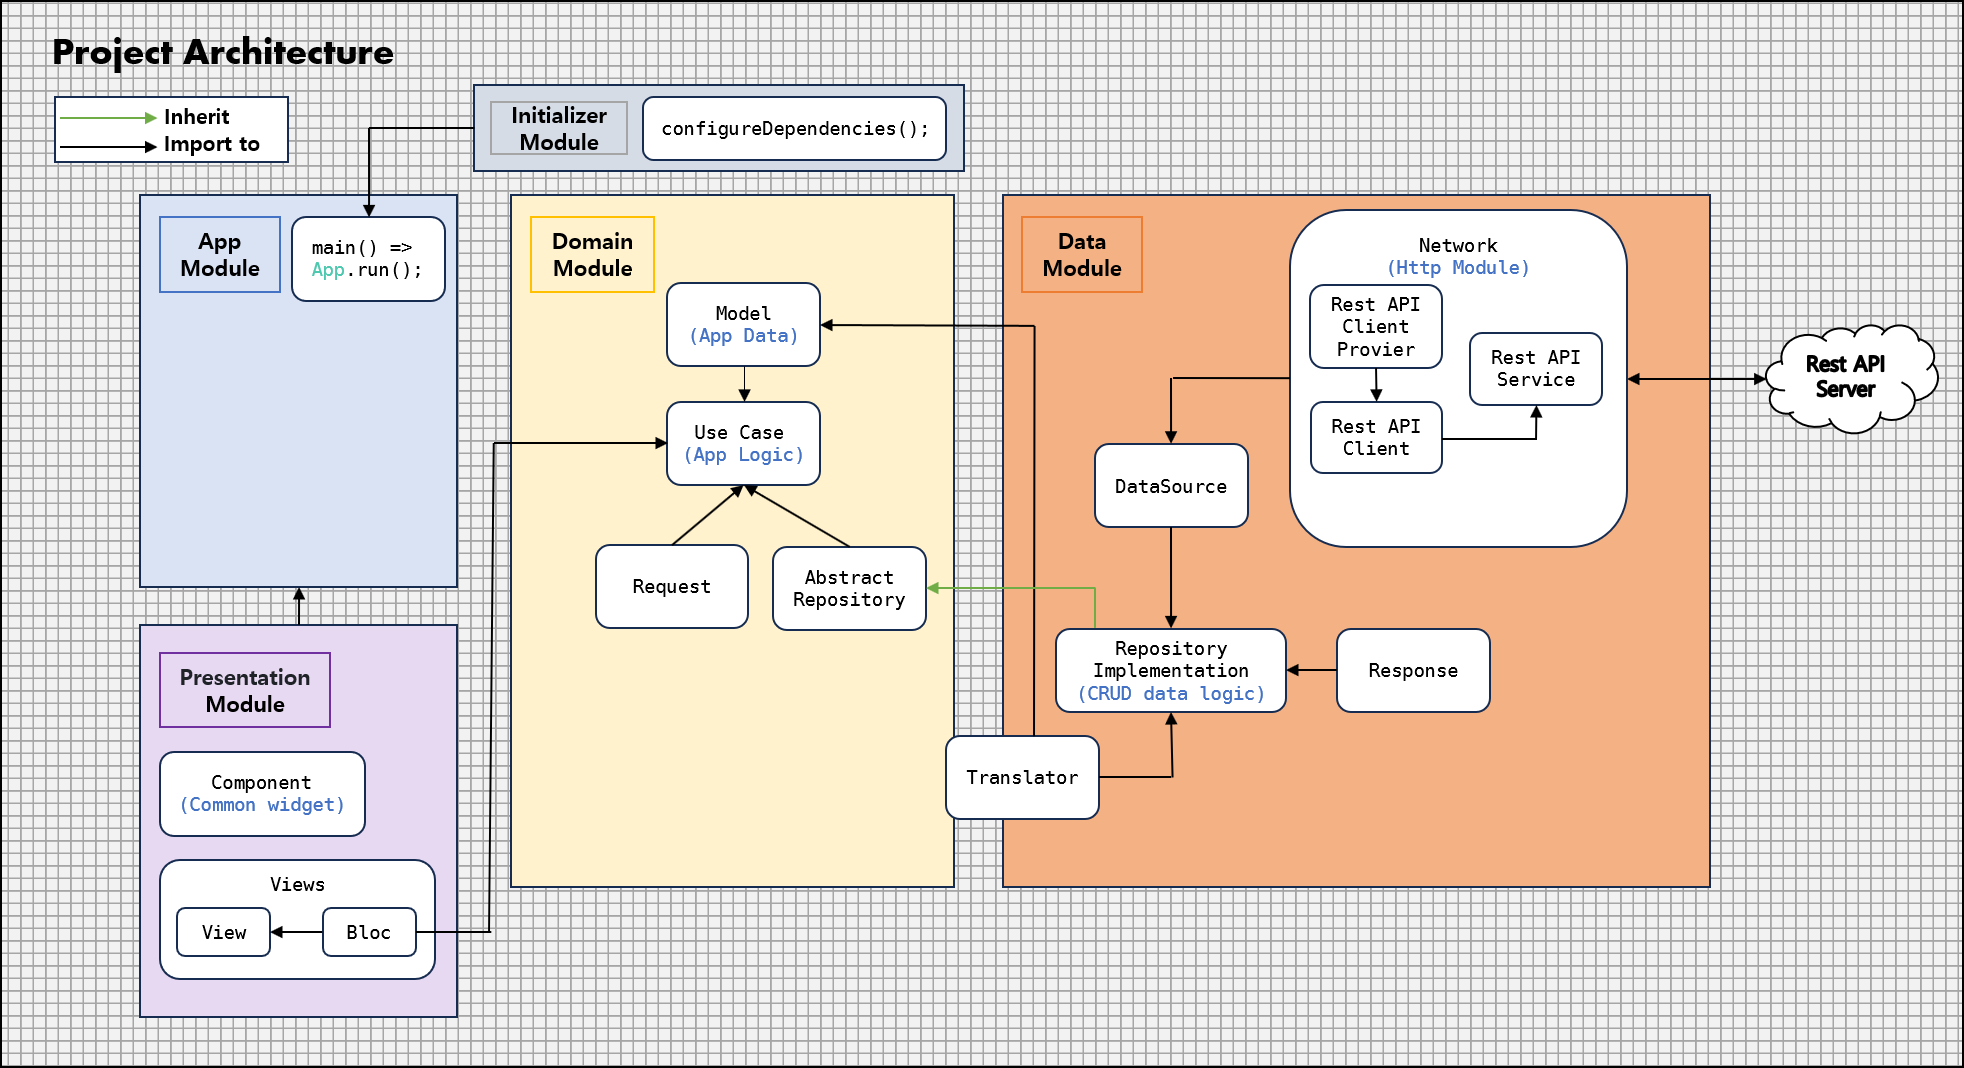 Project Architecture
Inherit
Import to
Initializer
Module
configureDependencies();
App
Module
main() =>
App.run();
Domain
Module
Model
(App Data)
Use Case
(App Logic)
Request
Abstract
Repository
Data
Module
Network
(Http Module)
Rest API
Client
Provier
Rest API
Service
Rest API
Client
DataSource
Repository
Implementation
(CRUD data logic)
Response
Translator
Rest API
Server
Presentation
Module
Component
(Common widget)
Views
View
Bloc